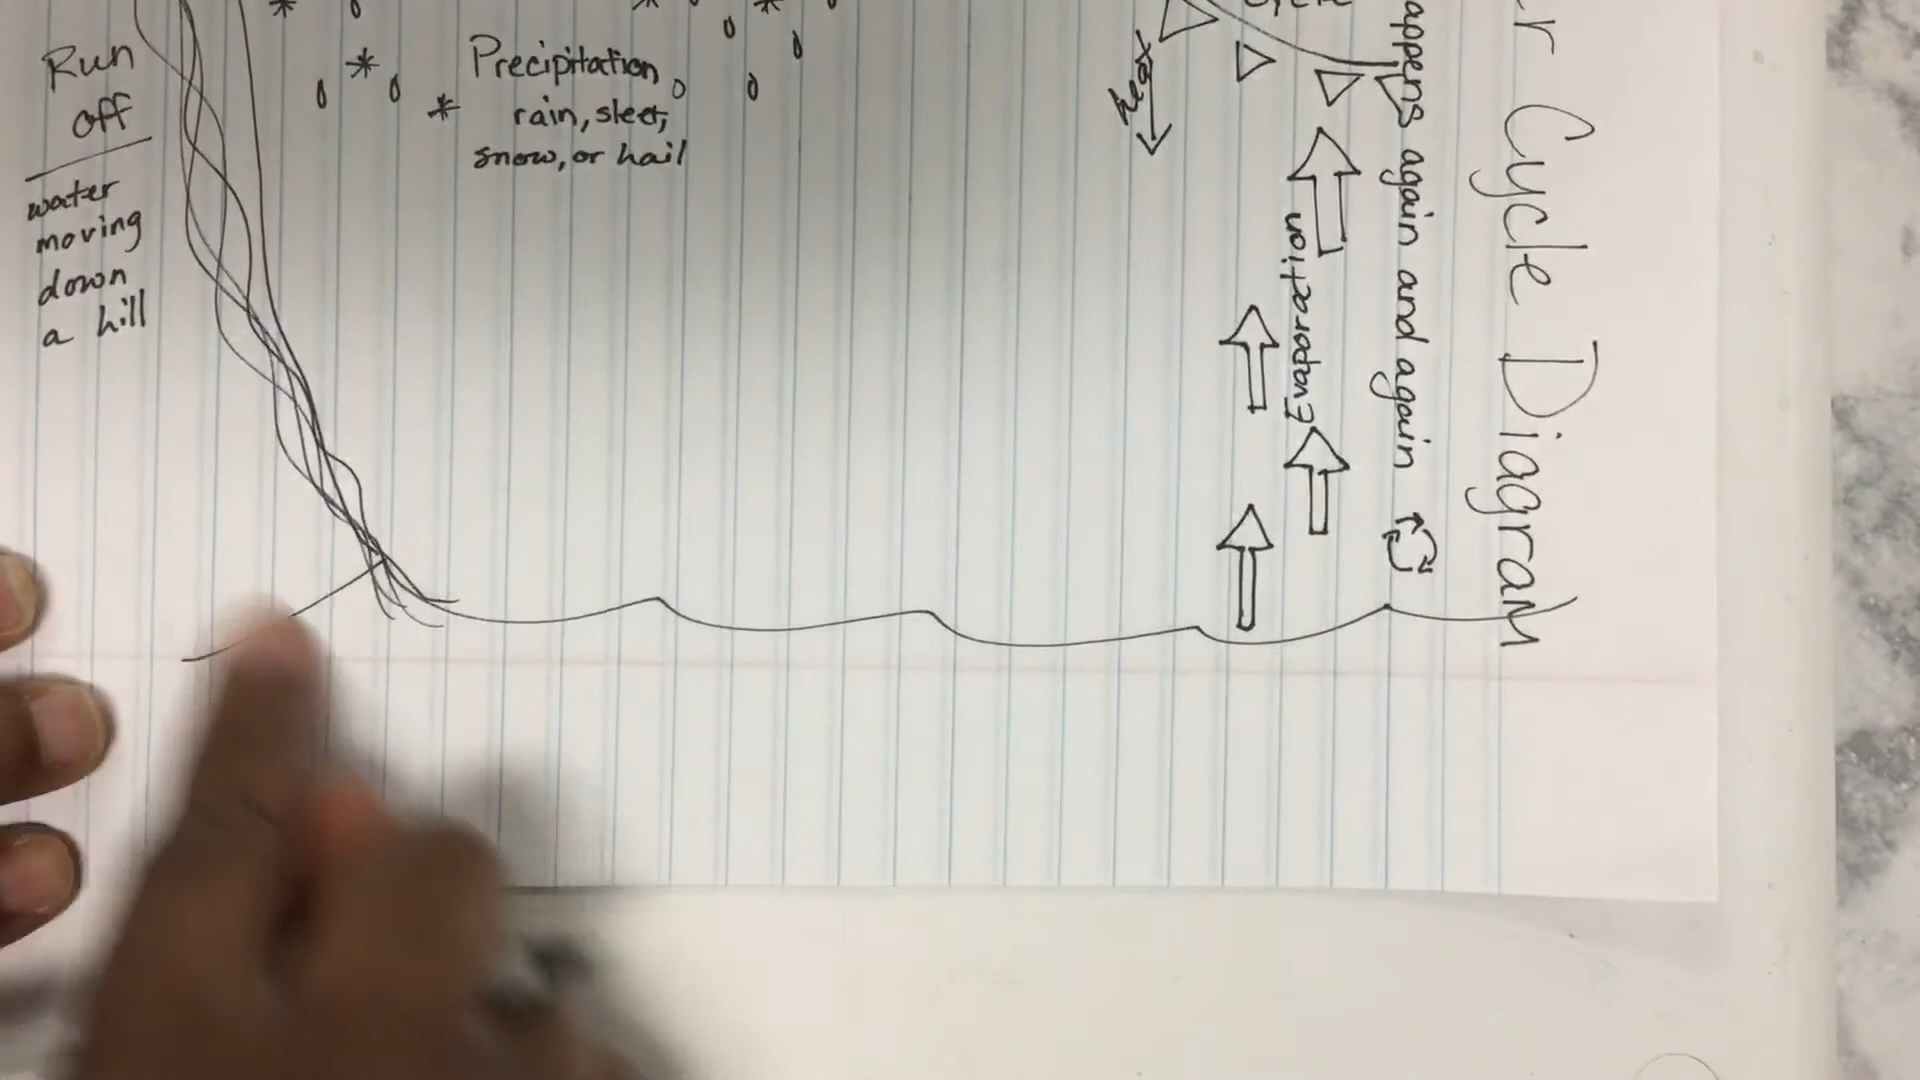 Run
off
water
moving
down
a hill
Precipitation
rain, sleet,
snow, or hail
heat
Evaporation
appens again and again
r Cycle Diagram